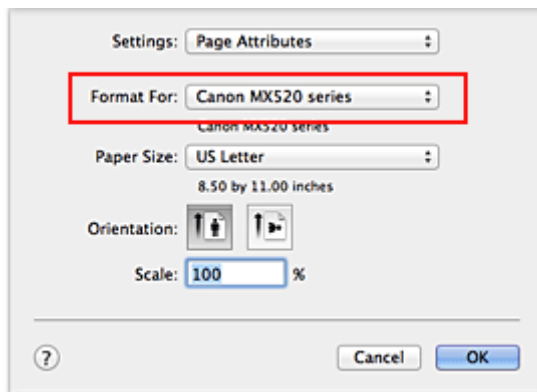 Settings: Page Attributes
Format For: Canon MX520 series
Canon MX520 series
Paper Size: US Letter
8.50 by 11.00 inches
Orientation:
Scale: 100 %
? Cancel OK